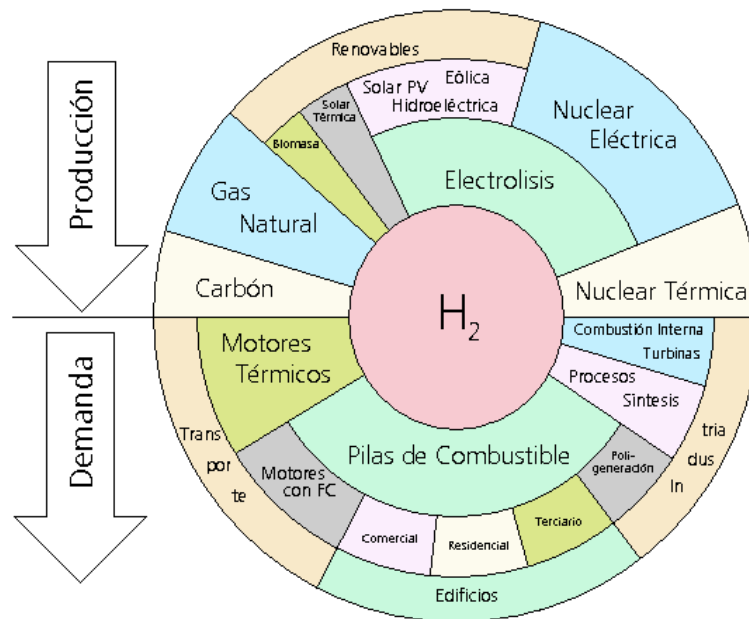 Producción
Renovables
Solar PV
Eólica
Hidroeléctrica
Solar
Térmica
Biomasa
Nuclear
Eléctrica
Electrolisis
Gas
Natural
Carbón
Nuclear Térmica
H2
Demanda
Motores
Térmicos
Combustión Interna
Turbinas
Procesos
Sintesis
Pilas de Combustible
Poli-
generación
Motores
con FC
Trans
por
te
Comercial
Residencial
Terciario
In
dus
tria
Edificios